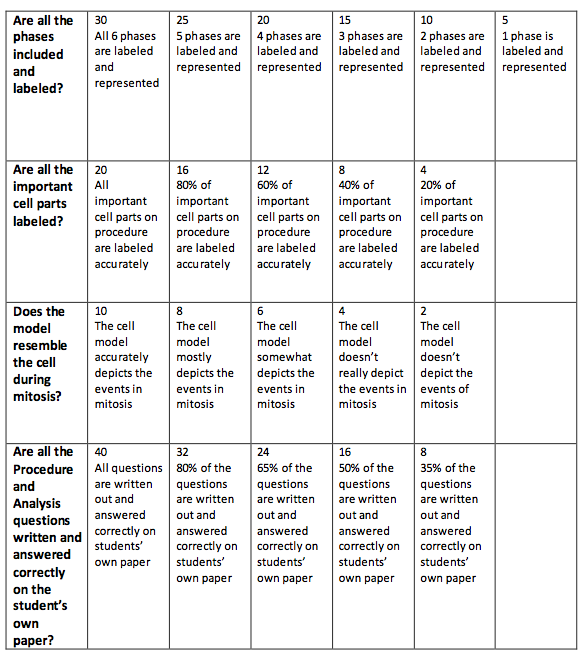 Are all the
phases
included
and
labeled?
30
All 6 phases
are labeled
and
represented
25
5 phases are
labeled and
represented
20
4 phases are
labeled and
represented
15
3 phases are
labeled and
represented
10
2 phases are
labeled and
represented
5
1 phase is
labeled and
represented
Are all the
important
cell parts
labeled?
20
All
important
cell parts on
procedure
are labeled
accurately
16
80% of
important
cell parts on
procedure
are labeled
accurately
12
60% of
important
cell parts on
procedure
are labeled
accurately
8
40% of
important
cell parts on
procedure
are labeled
accurately
4
20% of
important
cell parts on
procedure
are labeled
accurately
Does the
model
resemble
the cell
during
mitosis?
10
The cell
model
accurately
depicts the
events in
mitosis
8
The cell
model
mostly
depicts the
events in
mitosis
6
The cell
model
somewhat
depicts the
events in
mitosis
4
The cell
model
doesn't
really depict
the events in
mitosis
2
The cell
model
doesn't
depict the
events of
mitosis
Are all the
Procedure
and
Analysis
questions
written and
answered
correctly
on the
student's
own
paper?
40
All questions
are written
out and
answered
correctly on
students'
own paper
32
80% of the
questions
are written
out and
answered
correctly on
students'
own paper
24
65% of the
questions
are written
out and
answered
correctly on
students'
own paper
16
50% of the
questions
are written
out and
answered
correctly on
students'
own paper
8
35% of the
questions
are written
out and
answered
correctly on
students'
own paper